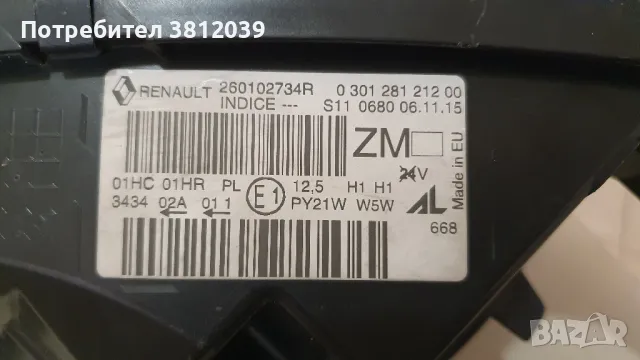 Потребител 3812039
RENAULT 260102734R 0 301 281 212 00
INDICE --- S11 0680 06.11.15
ZM
Made in EU
01HC 01HR PL E1 12,5 H1 H1 24V
3434 02A 01 1 PY21W W5W AL
668
BAZAR